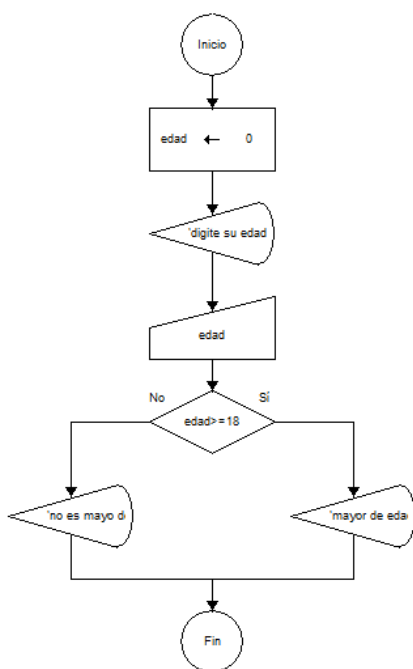 Inicio
edad ← 0
'digite su edad
edad
No
Sí
edad>=18
'no es mayo d
'mayor de eda
Fin